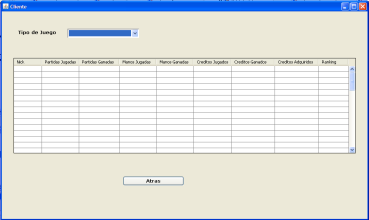 Cliente
Tipo de Juego
Nick Partidas Jugadas Partidas Ganadas Manos Jugadas Manos Ganadas Creditos Jugados Creditos Ganados Creditos Adquiridos Ranking
Atras